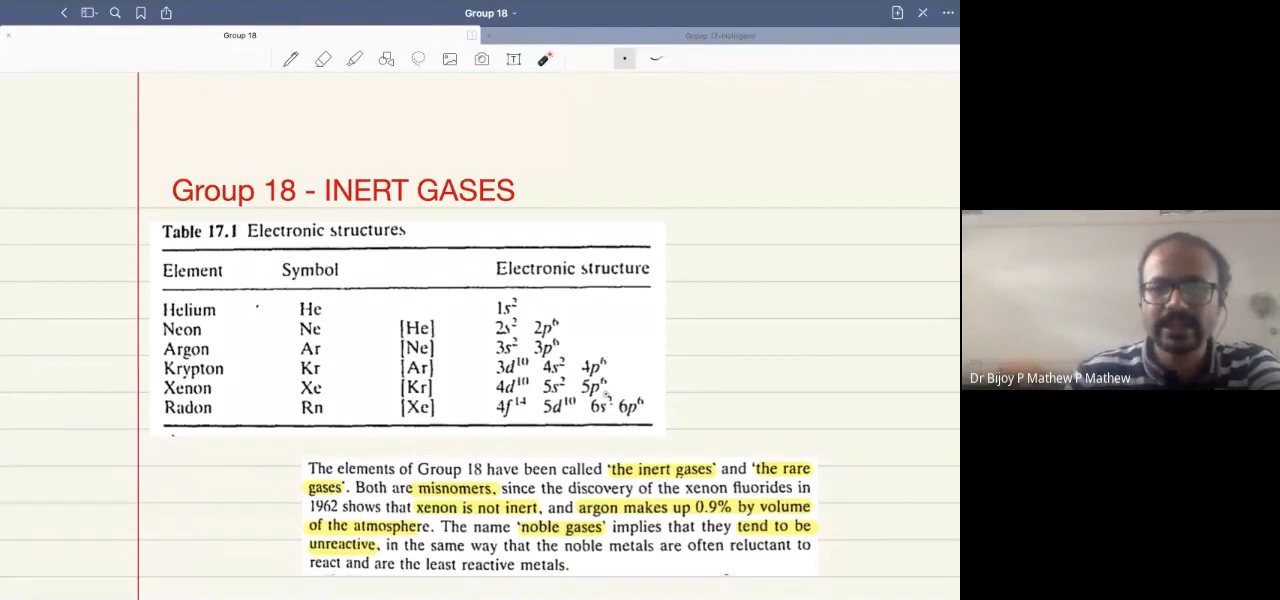 Group 18
Group 18
Group 17-Halogens
Group 18 - INERT GASES
Table 17.1 Electronic structures
Element Symbol Electronic structure
Helium He 1s²
Neon Ne [He] 2s² 2p⁶
Argon Ar [Ne] 3s² 3p⁶
Krypton Kr [Ar] 3d¹⁰ 4s² 4p⁶
Xenon Xe [Kr] 4d¹⁰ 5s² 5p⁶
Radon Rn [Xe] 4f¹⁴ 5d¹⁰ 6s² 6p⁶
The elements of Group 18 have been called 'the inert gases' and 'the rare
gases'. Both are misnomers, since the discovery of the xenon fluorides in
1962 shows that xenon is not inert, and argon makes up 0.9% by volume
of the atmosphere. The name 'noble gases' implies that they tend to be
unreactive, in the same way that the noble metals are often reluctant to
react and are the least reactive metals.
Dr Bijoy P Mathew P Mathew